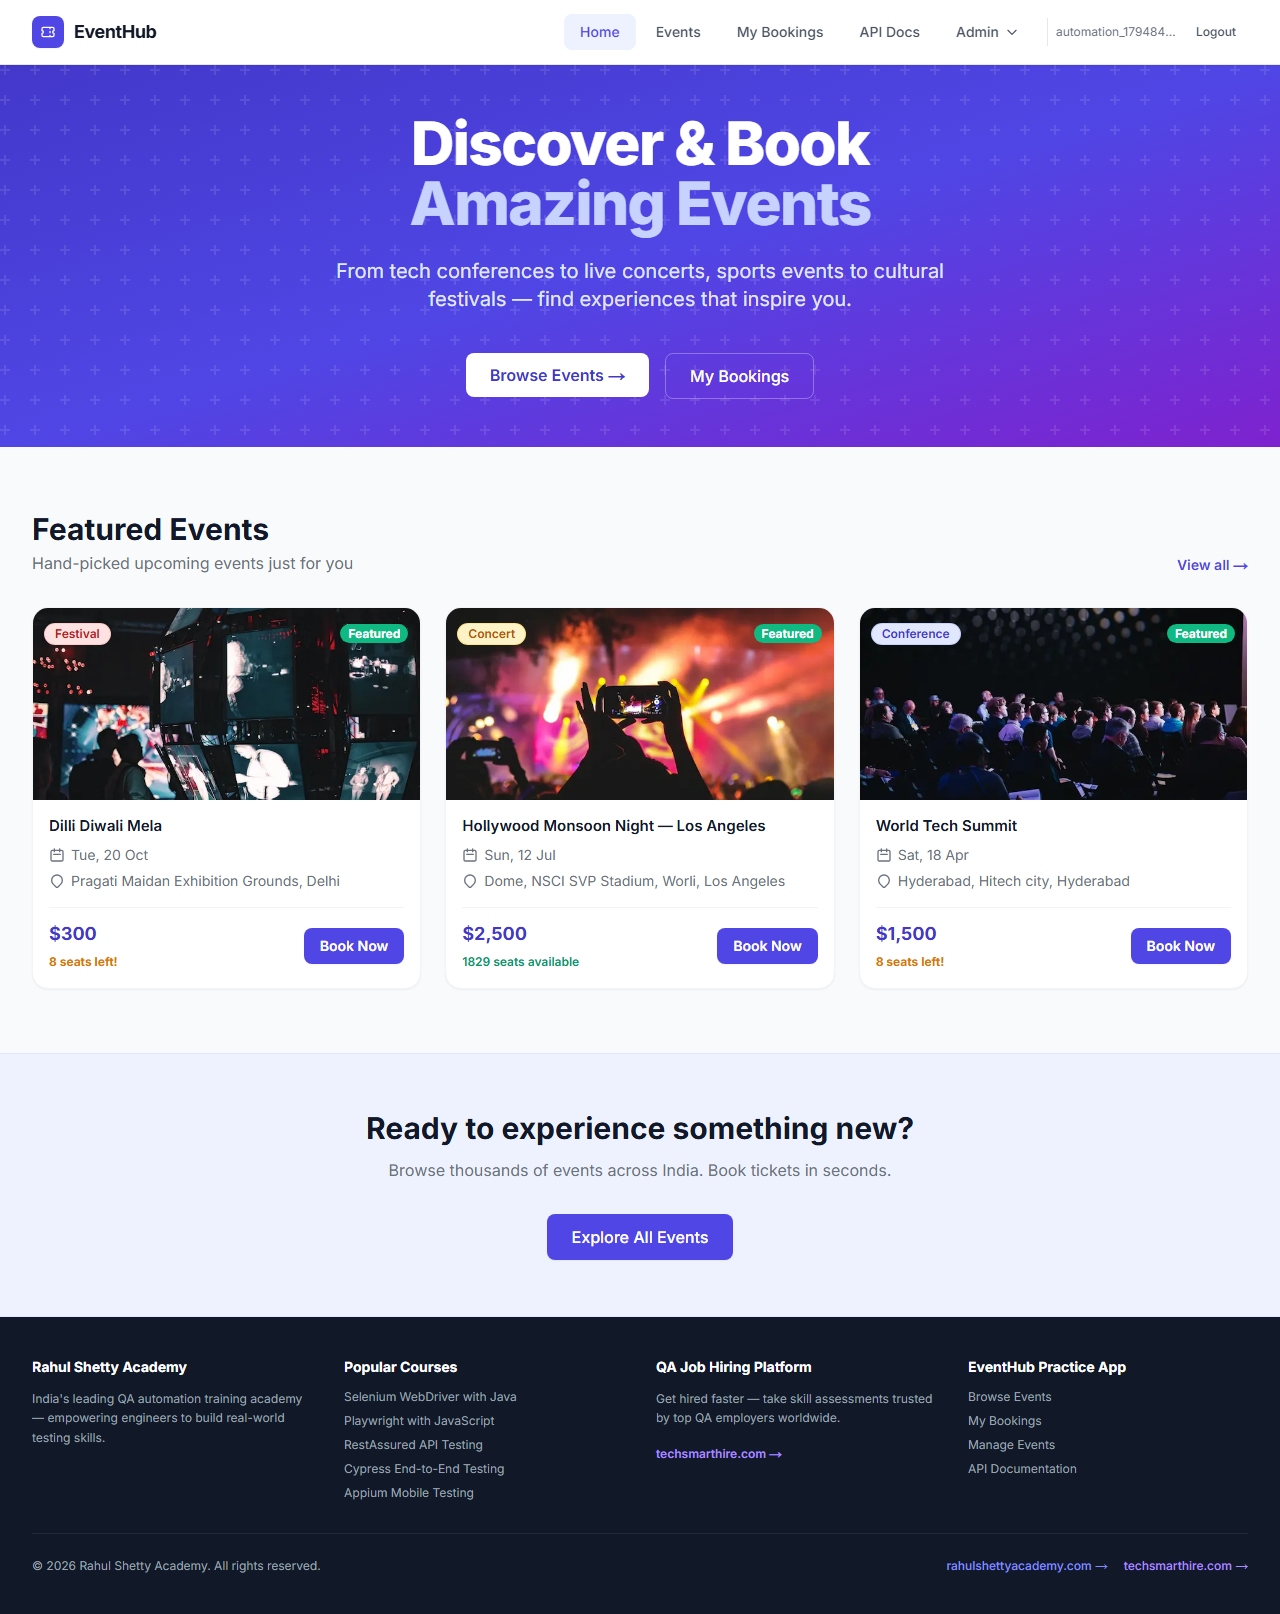 EventHub
Home
Events
My Bookings
API Docs
Admin
automation_179484...
Logout
Discover & Book
Amazing Events
From tech conferences to live concerts, sports events to cultural
festivals — find experiences that inspire you.
Browse Events →
My Bookings
Featured Events
Hand-picked upcoming events just for you
View all →
Festival
Featured
Dilli Diwali Mela
Tue, 20 Oct
Pragati Maidan Exhibition Grounds, Delhi
$300
8 seats left!
Book Now
Concert
Featured
Hollywood Monsoon Night — Los Angeles
Sun, 12 Jul
Dome, NSCI SVP Stadium, Worli, Los Angeles
$2,500
1829 seats available
Book Now
Conference
Featured
World Tech Summit
Sat, 18 Apr
Hyderabad, Hitech city, Hyderabad
$1,500
8 seats left!
Book Now
Ready to experience something new?
Browse thousands of events across India. Book tickets in seconds.
Explore All Events
Rahul Shetty Academy
India's leading QA automation training academy
— empowering engineers to build real-world
testing skills.
Popular Courses
Selenium WebDriver with Java
Playwright with JavaScript
RestAssured API Testing
Cypress End-to-End Testing
Appium Mobile Testing
QA Job Hiring Platform
Get hired faster — take skill assessments trusted
by top QA employers worldwide.
techsmarthire.com →
EventHub Practice App
Browse Events
My Bookings
Manage Events
API Documentation
© 2026 Rahul Shetty Academy. All rights reserved.
rahulshettyacademy.com →
techsmarthire.com →